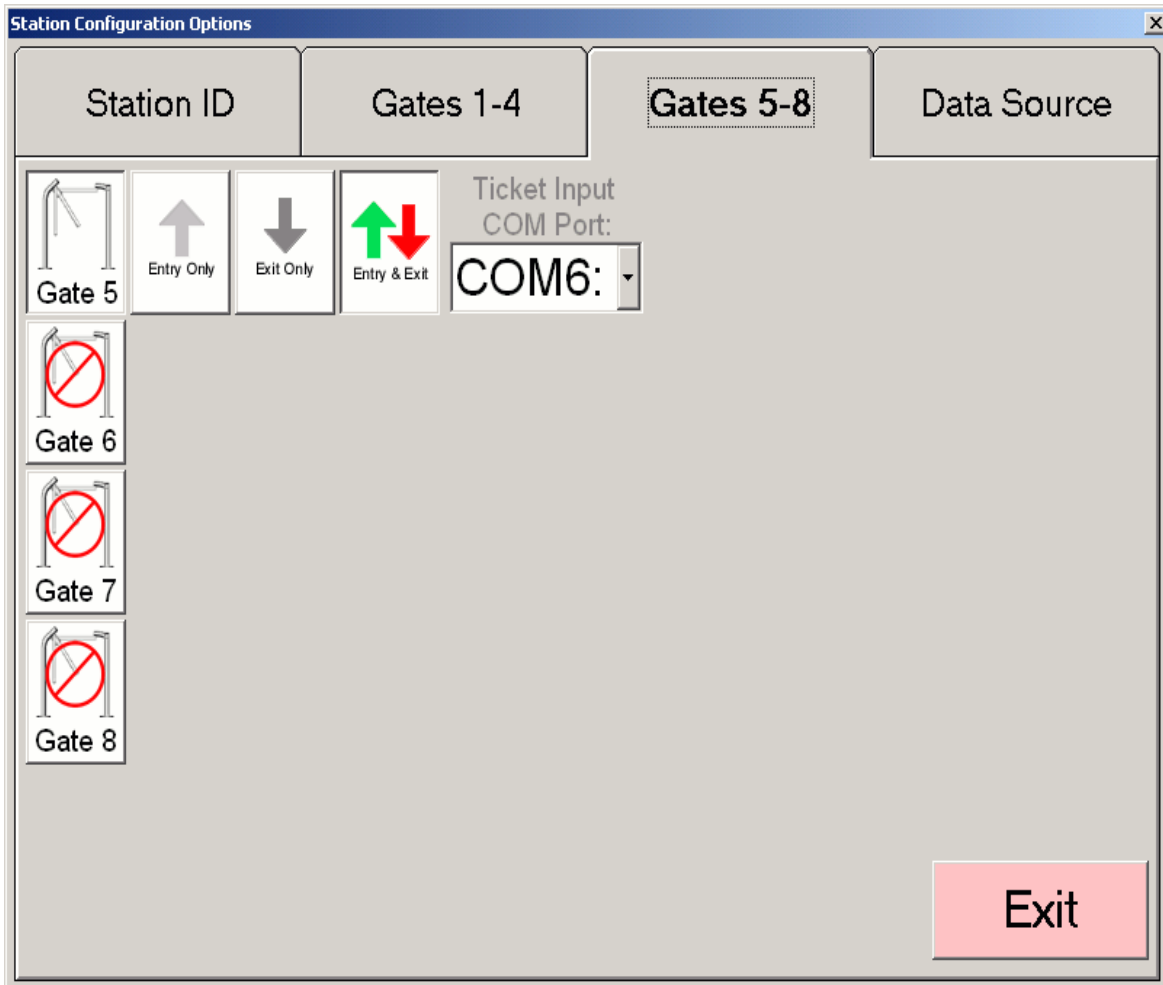 Station Configuration Options
Station ID
Gates 1-4
Gates 5-8
Data Source
Gate 5
Entry Only
Exit Only
Entry & Exit
Ticket Input
COM Port:
COM6:
Gate 6
Gate 7
Gate 8
Exit